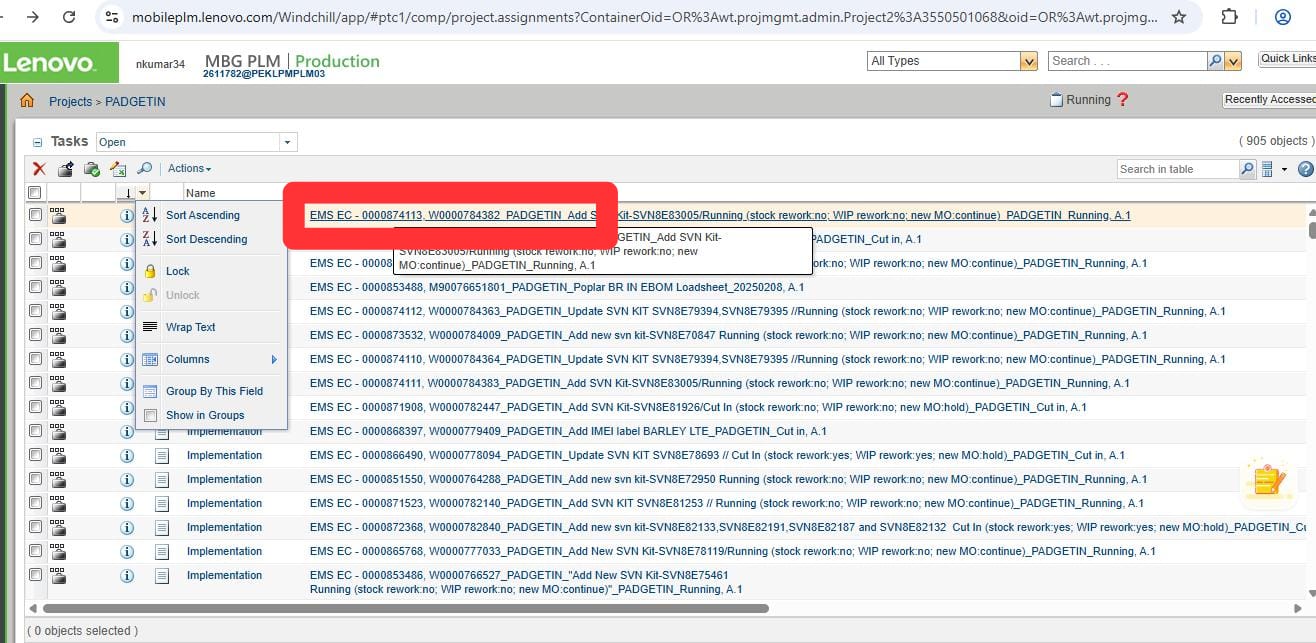 mobileplm.lenovo.com/Windchill/app/#ptc1/comp/project.assignments?ContainerOid=OR%3Awt.projmgmt.admin.Project2%3A3550501068&oid=OR%3Awt.projmg...
Lenovo
nkumar34
MBG PLM | Production
2611782@PEKLPMPLM03
All Types
Search . . .
Quick Links
Projects > PADGETIN
Running ?
Recently Accessed
Tasks Open
( 905 objects )
Actions
Search in table
Name
Sort Ascending
Sort Descending
Lock
Unlock
Wrap Text
Columns
Group By This Field
Show in Groups
EMS EC - 0000874113, W0000784382_PADGETIN_Add S Kit-SVN8E83005/Running (stock rework:no; WIP rework:no; new MO:continue)_PADGETIN_Running, A.1
GETIN_Add SVN Kit-
SVN8E83005/Running (stock rework:no; WIP rework:no; new
MO:continue)_PADGETIN_Running, A.1
PADGETIN_Cut in, A.1
EMS EC - 00008 rework:no; WIP rework:no; new MO:continue)_PADGETIN_Running, A.1
EMS EC - 0000853488, M90076651801_PADGETIN_Poplar BR IN EBOM Loadsheet_20250208, A.1
EMS EC - 0000874112, W0000784363_PADGETIN_Update SVN KIT SVN8E79394,SVN8E79395 //Running (stock rework:no; WIP rework:no; new MO:continue)_PADGETIN_Running, A.1
EMS EC - 0000873532, W0000784009_PADGETIN_Add new svn kit-SVN8E70847 Running (stock rework:no; WIP rework:no; new MO:continue)_PADGETIN_Running, A.1
EMS EC - 0000874110, W0000784364_PADGETIN_Update SVN KIT SVN8E79394,SVN8E79395 //Running (stock rework:no; WIP rework:no; new MO:continue)_PADGETIN_Running, A.1
EMS EC - 0000874111, W0000784383_PADGETIN_Add SVN Kit-SVN8E83005/Running (stock rework:no; WIP rework:no; new MO:continue)_PADGETIN_Running, A.1
EMS EC - 0000871908, W0000782447_PADGETIN_Add SVN Kit-SVN8E81926/Cut In (stock rework:no; WIP rework:no; new MO:hold)_PADGETIN_Cut in, A.1
Implementation EMS EC - 0000868397, W0000779409_PADGETIN_Add IMEI label BARLEY LTE_PADGETIN_Cut in, A.1
Implementation EMS EC - 0000866490, W0000778094_PADGETIN_Update SVN KIT SVN8E78693 // Cut In (stock rework:yes; WIP rework:yes; new MO:hold)_PADGETIN_Cut in, A.1
Implementation EMS EC - 0000851550, W0000764288_PADGETIN_Add new svn kit-SVN8E72950 Running (stock rework:no; WIP rework:no; new MO:continue)_PADGETIN_Running, A.1
Implementation EMS EC - 0000871523, W0000782140_PADGETIN_Add SVN KIT SVN8E81253 // Running (stock rework:no; WIP rework:no; new MO:continue)_PADGETIN_Running, A.1
Implementation EMS EC - 0000872368, W0000782840_PADGETIN_Add new svn kit-SVN8E82133,SVN8E82191,SVN8E82187 and SVN8E82132 Cut In (stock rework:yes; WIP rework:yes; new MO:hold)_PADGETIN_Cu
Implementation EMS EC - 0000865768, W0000777033_PADGETIN_Add New SVN Kit-SVN8E78119/Running (stock rework:no; WIP rework:no; new MO:continue)_PADGETIN_Running, A.1
Implementation EMS EC - 0000853486, W0000766527_PADGETIN_"Add New SVN Kit-SVN8E75461
Running (stock rework:no; WIP rework:no; new MO:continue)"_PADGETIN_Running, A.1
( 0 objects selected )